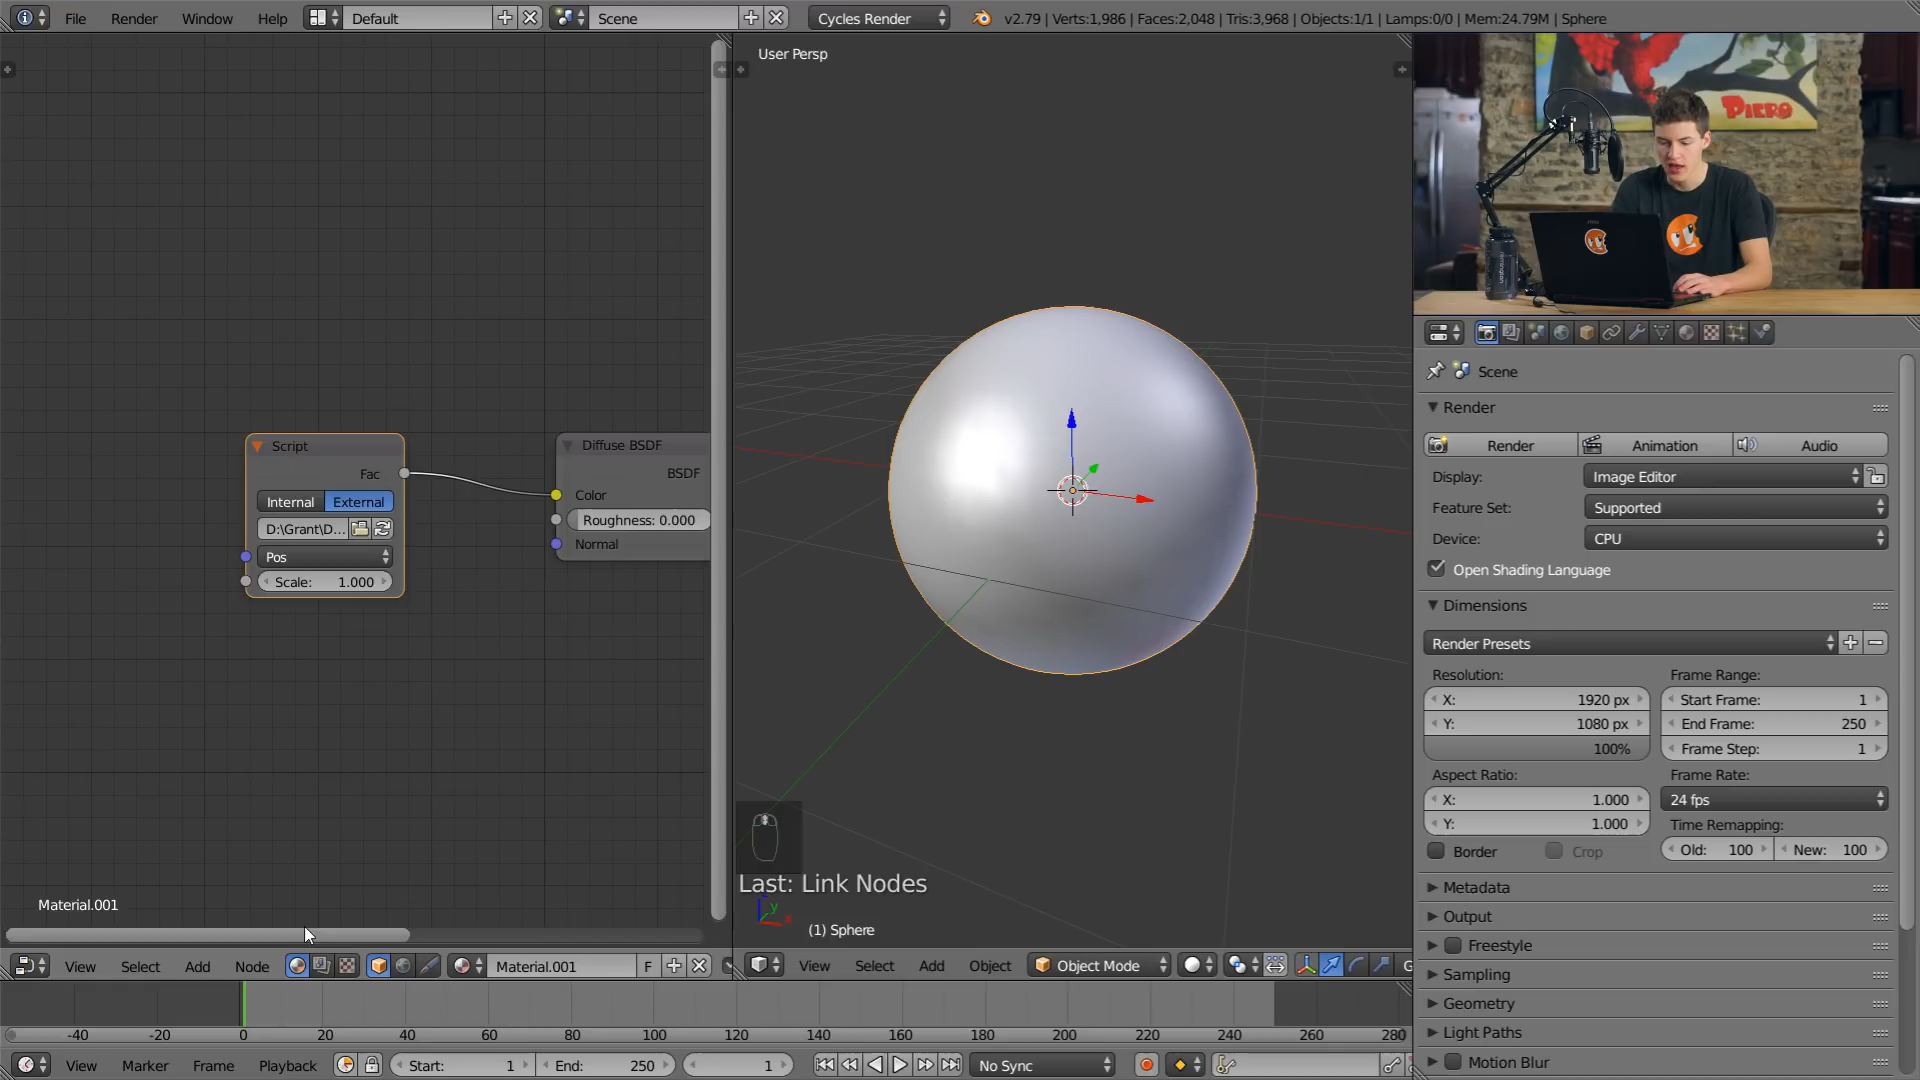 File Render Window Help Default Scene Cycles Render v2.79 | Verts:1,986 | Faces:2,048 | Tris:3,968 | Objects:1/1 | Lamps:0/0 | Mem:24.79M | Sphere
User Persp
PIERO
Scene
Render
Render Animation Audio
Display: Image Editor
Feature Set: Supported
Device: CPU
Open Shading Language
Dimensions
Render Presets
Resolution: Frame Range:
X: 1920 px Start Frame: 1
Y: 1080 px End Frame: 250
100% Frame Step: 1
Aspect Ratio: Frame Rate:
X: 1.000 24 fps
Y: 1.000 Time Remapping:
Border Crop Old: 100 New: 100
Metadata
Output
Freestyle
Sampling
Geometry
Light Paths
Motion Blur
Script
Fac
Internal External
D:\Grant\D...
Pos
Scale: 1.000
Diffuse BSDF
BSDF
Color
Roughness: 0.000
Normal
Last: Link Nodes
z
y
x
(1) Sphere
Material.001
View Select Add Node Material.001 F
View Select Add Object Object Mode G
-40 -20 0 20 40 60 80 100 120 140 160 180 200 220 240 260 280
View Marker Frame Playback Start: 1 End: 250 1 No Sync